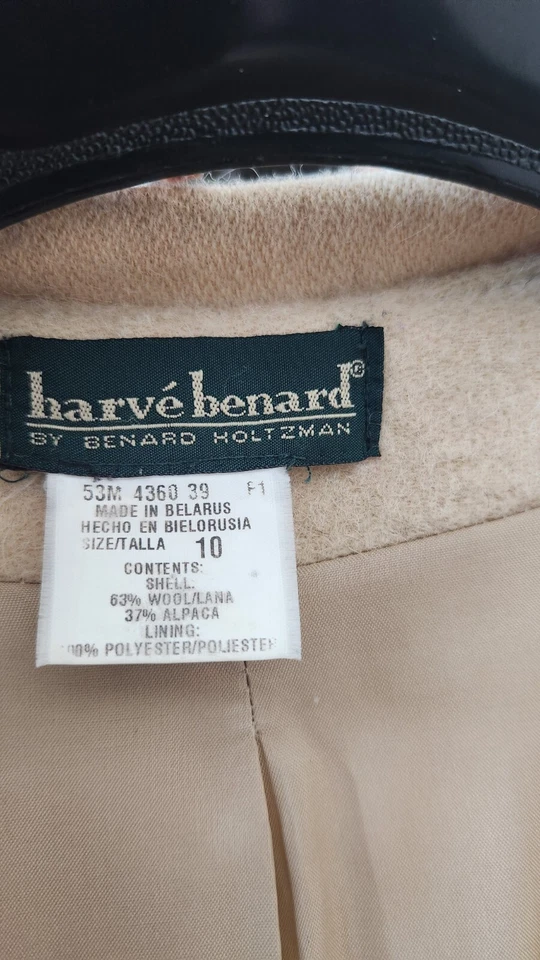 harvé benard®
BY BENARD HOLTZMAN
53M 4360 39 F1
MADE IN BELARUS
HECHO EN BIELORUSIA
SIZE/TALLA 10
CONTENTS:
SHELL:
63% WOOL/LANA
37% ALPACA
LINING:
100% POLYESTER/POLIESTER